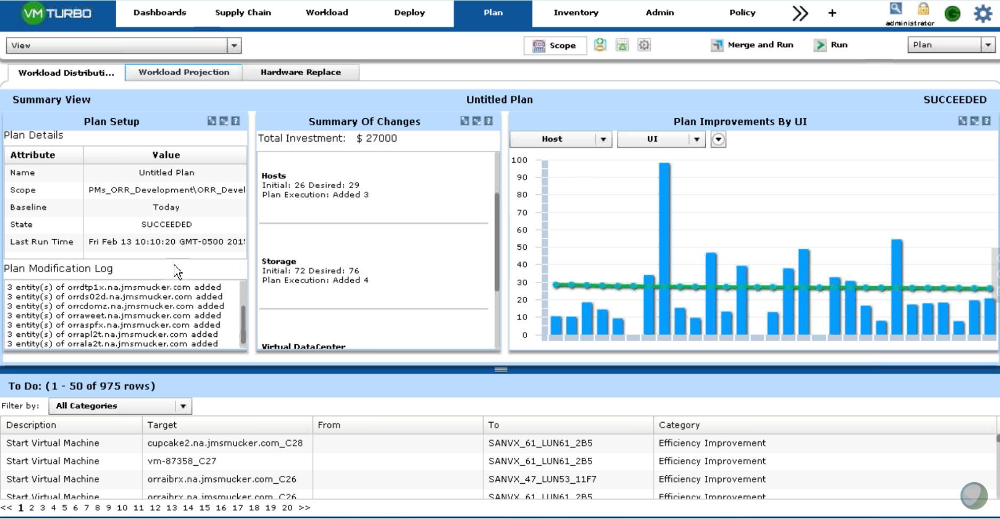 VMTURBO
Dashboards Supply Chain Workload Deploy Plan Inventory Admin Policy +
administrator
View Scope Merge and Run Run Plan
Workload Distributi... Workload Projection Hardware Replace
Summary View Untitled Plan SUCCEEDED
Plan Setup
Plan Details
Attribute Value
Name Untitled Plan
Scope PMs_ORR_Development\ORR_Devel
Baseline Today
State SUCCEEDED
Last Run Time Fri Feb 13 10:10:20 GMT-0500 201
Plan Modification Log
3 entity(s) of orrdtp1x.na.jmsmucker.com added
3 entity(s) of orrds02d.na.jmsmucker.com added
3 entity(s) of orrcdomz.na.jmsmucker.com added
3 entity(s) of orraweet.na.jmsmucker.com added
3 entity(s) of orraspfx.na.jmsmucker.com added
3 entity(s) of orrapl2t.na.jmsmucker.com added
3 entity(s) of orrala2t.na.jmsmucker.com added
Summary Of Changes
Total Investment: $ 27000
Hosts
Initial: 26 Desired: 29
Plan Execution: Added 3
Storage
Initial: 72 Desired: 76
Plan Execution: Added 4
Virtual DataCenter
Plan Improvements By UI
Host UI
100
90
80
70
60
50
40
30
20
10
0
To Do: (1 - 50 of 975 rows)
Filter by: All Categories
Description Target From To Category
Start Virtual Machine cupcake2.na.jmsmucker.com_C28 SANVX_61_LUN61_2B5 Efficiency Improvement
Start Virtual Machine vm-87358_C27 SANVX_61_LUN61_2B5 Efficiency Improvement
Start Virtual Machine orraibrx.na.jmsmucker.com_C26 SANVX_47_LUN53_11F7 Efficiency Improvement
Start Virtual Machine orraibrx.na.jmsmucker.com_C26 SANVX_61_LUN61_2B5 Efficiency Improvement
<< 1 2 3 4 5 6 7 8 9 10 11 12 13 14 15 16 17 18 19 20 >>